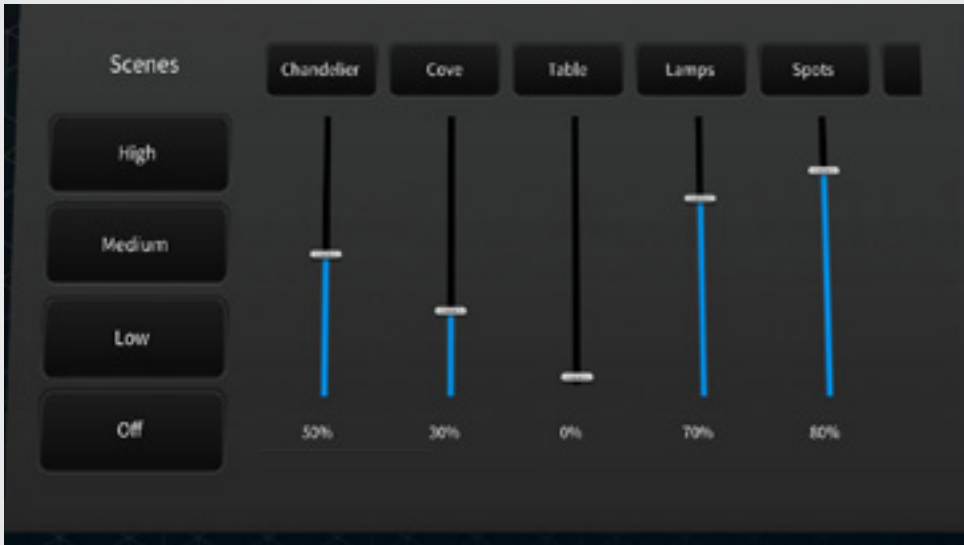 Scenes
Chandelier Cove Table Lamps Spots
High
Medium
Low
Off
50% 30% 0% 70% 80%